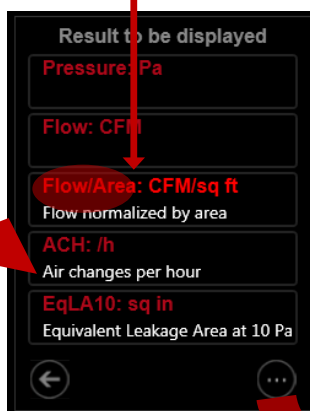 Result to be displayed
Pressure: Pa
Flow: CFM
Flow/Area: CFM/sq ft
Flow normalized by area
ACH: /h
Air changes per hour
EqLA10: sq in
Equivalent Leakage Area at 10 Pa